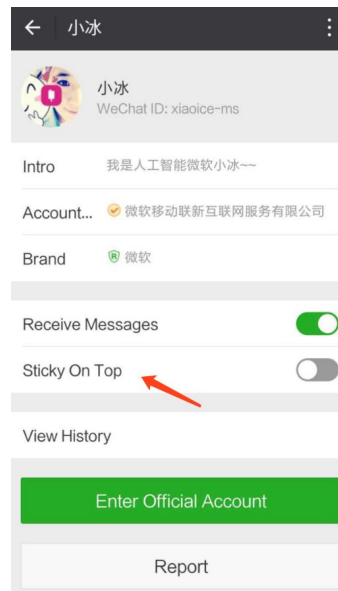 小冰
小冰
WeChat ID: xiaoice-ms
Intro 我是人工智能微软小冰~~
Account... 微软移动联新互联网服务有限公司
Brand ® 微软
Receive Messages
Sticky On Top
View History
Enter Official Account
Report